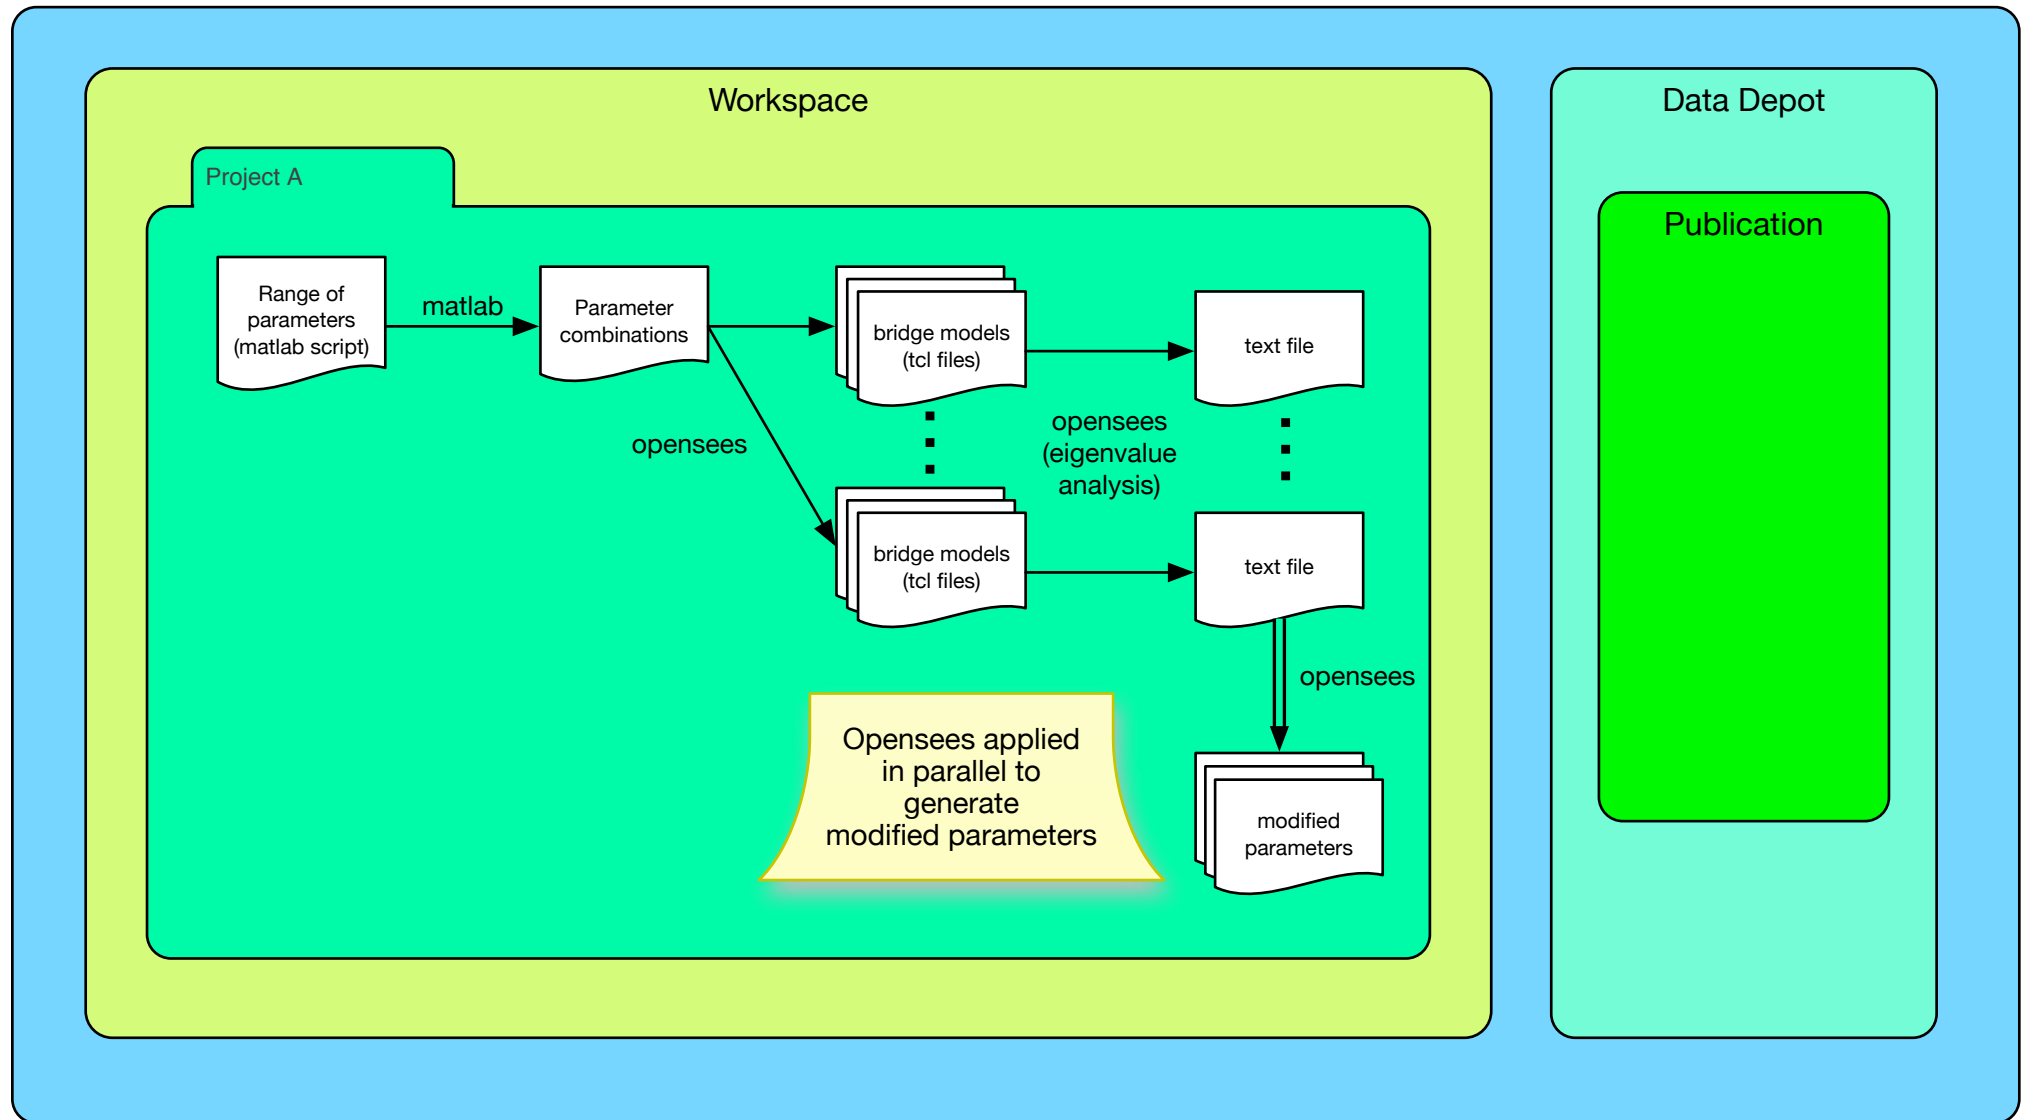 Workspace
Data Depot
Project A
Publication
Range of
parameters
(matlab script)
matlab
Parameter
combinations
bridge models
(tcl files)
text file
opensees
opensees
(eigenvalue
analysis)
bridge models
(tcl files)
text file
opensees
Opensees applied
in parallel to
generate
modified parameters
modified
parameters